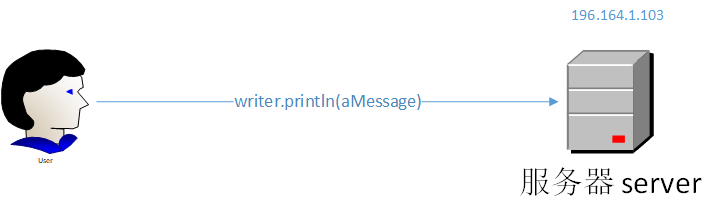 196.164.1.103
writer.println(aMessage)
User
服务器 server